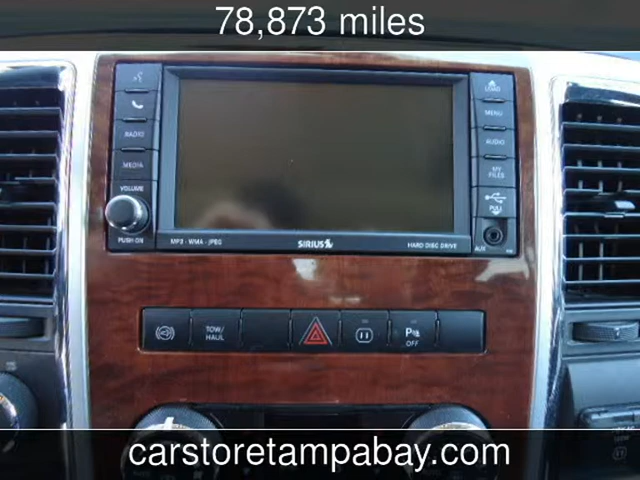 78,873 miles
LOAD
RADIO
MENU
MEDIA
AUDIO
MY
FILES
VOLUME
PULL
PUSH ON
MP3 - WMA - JPEG
SIRIUS
HARD DISC DRIVE
AUX
TOW/
HAUL
P
OFF
carstoretampabay.com